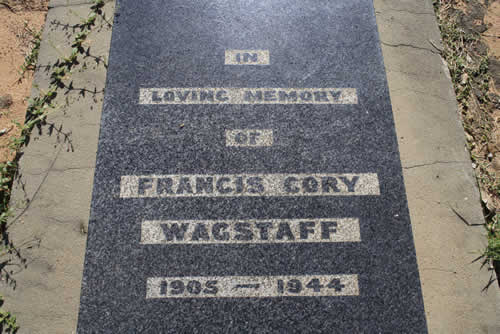 IN
LOVING MEMORY
OF
FRANCIS CORY
WAGSTAFF
1905 — 1944